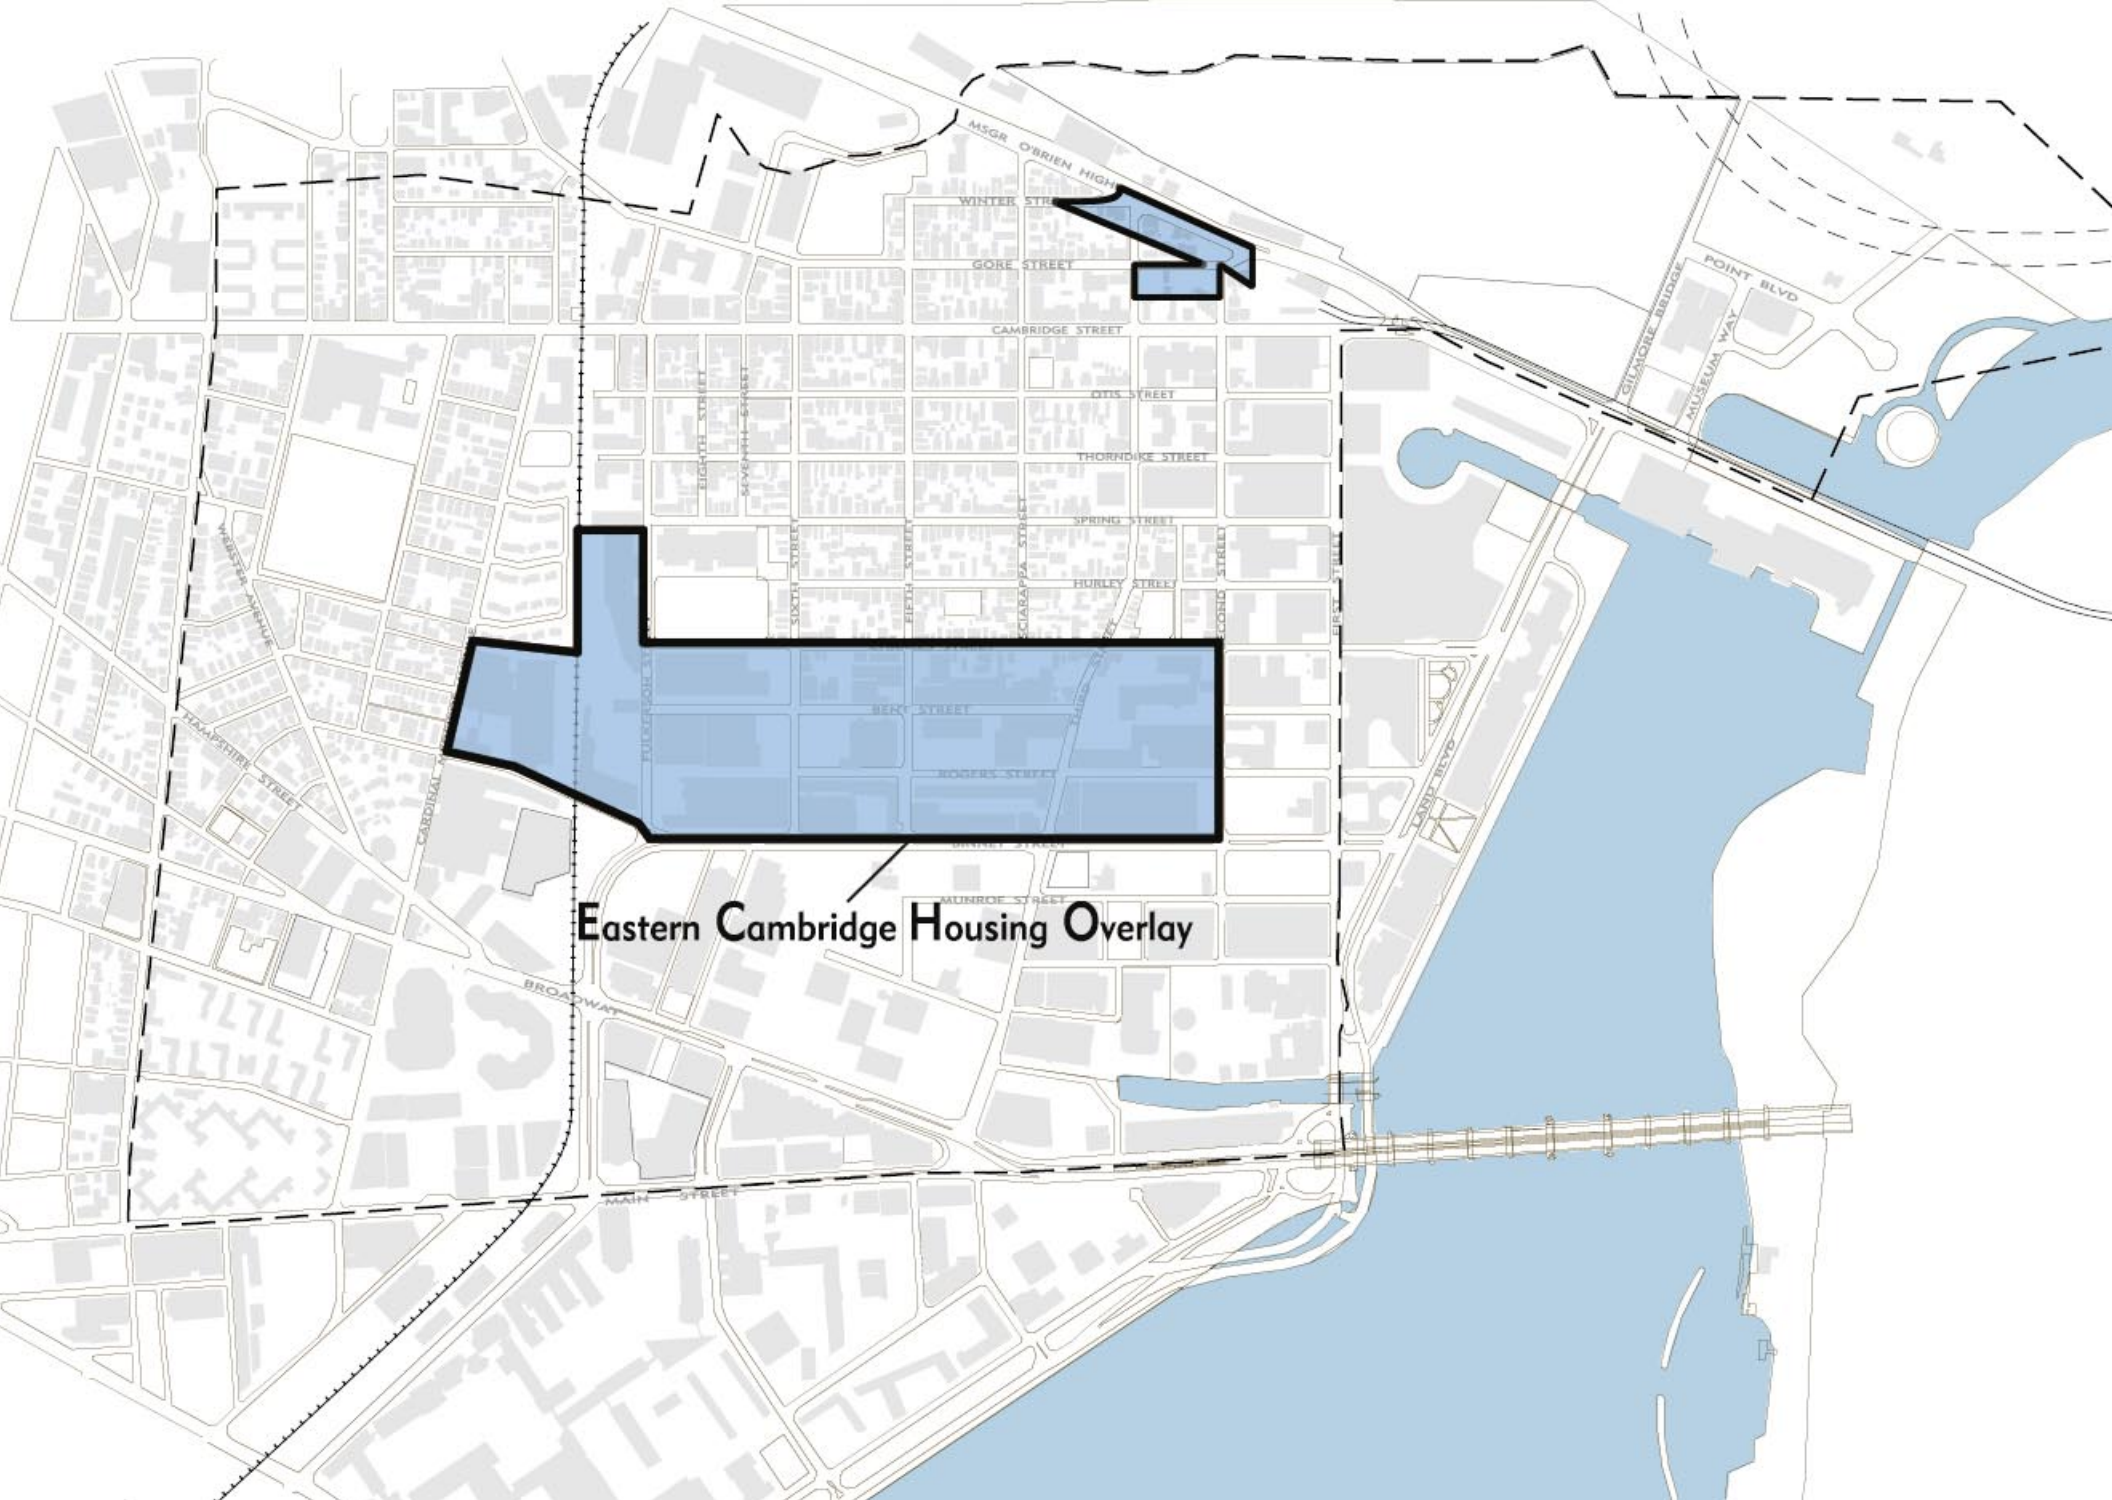 MSGR O'BRIEN HIGH
WINTER STR
GORE STREET
POINT BLVD
GILMORE BRIDGE
MUSEUM WAY
CAMBRIDGE STREET
OTIS STREET
EIGHTH STREET
SEVENTH STREET
THORNDIKE STREET
SPRING STREET
SIXTH STREET
FIFTH STREET
SCIARAPPA STREET
SECOND STREET
FIRST STREET
HURLEY STREET
WEBSTER AVENUE
HAMPSHIRE STREET
CARDINAL
BENT STREET
ROGERS STREET
LAND BLVD
BINNEY STREET
MUNROE STREET
Eastern Cambridge Housing Overlay
BROADWAY
MAIN STREET